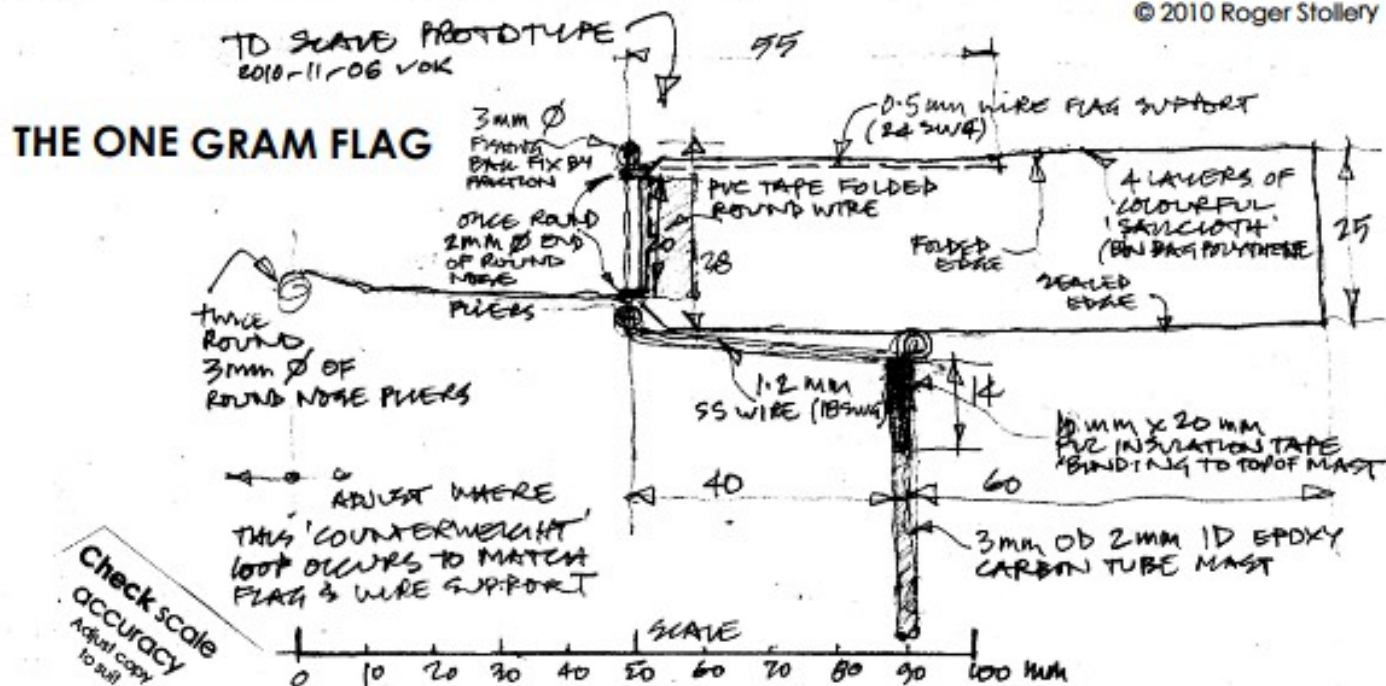 © 2010 Roger Stollery
TO SCALE PROTOTYPE
2010-11-06 VOK
55
THE ONE GRAM FLAG
3mm Ø
FIXING
BALL FIX BY
FRICTION
0.5mm WIRE FLAG SUPPORT
(24 SWG)
PVC TAPE FOLDED
ROUND WIRE
4 LAYERS OF
COLOURFUL
'SAILCLOTH'
(BIN BAG POLYTHENE
ONCE ROUND
2mm Ø END
OF ROUND
NOSE
PLIERS
20
28
FOLDED
EDGE
25
SEALED
EDGE
TWICE
ROUND
3mm Ø OF
ROUND NOSE PLIERS
1.2 mm
SS WIRE (18SWG)
14
mm x 20 mm
PVC INSULATION TAPE
BINDING TO TOP OF MAST
40
60
ADJUST WHERE
THIS 'COUNTERWEIGHT'
LOOP OCCURS TO MATCH
FLAG & WIRE SUPPORT
3mm OD 2mm ID EPOXY
CARBON TUBE MAST
Check scale
accuracy
Adjust copy
to suit
SCALE
0 10 20 30 40 50 60 70 80 90 100 mm